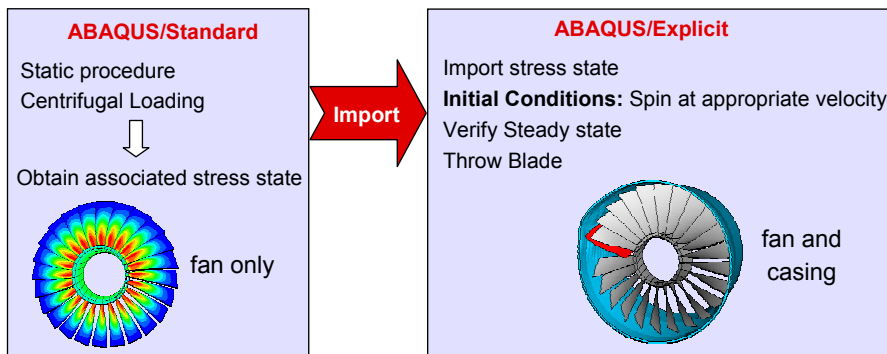 ABAQUS/Standard
Static procedure
Centrifugal Loading
Obtain associated stress state
fan only
Import
ABAQUS/Explicit
Import stress state
Initial Conditions: Spin at appropriate velocity
Verify Steady state
Throw Blade
fan and
casing